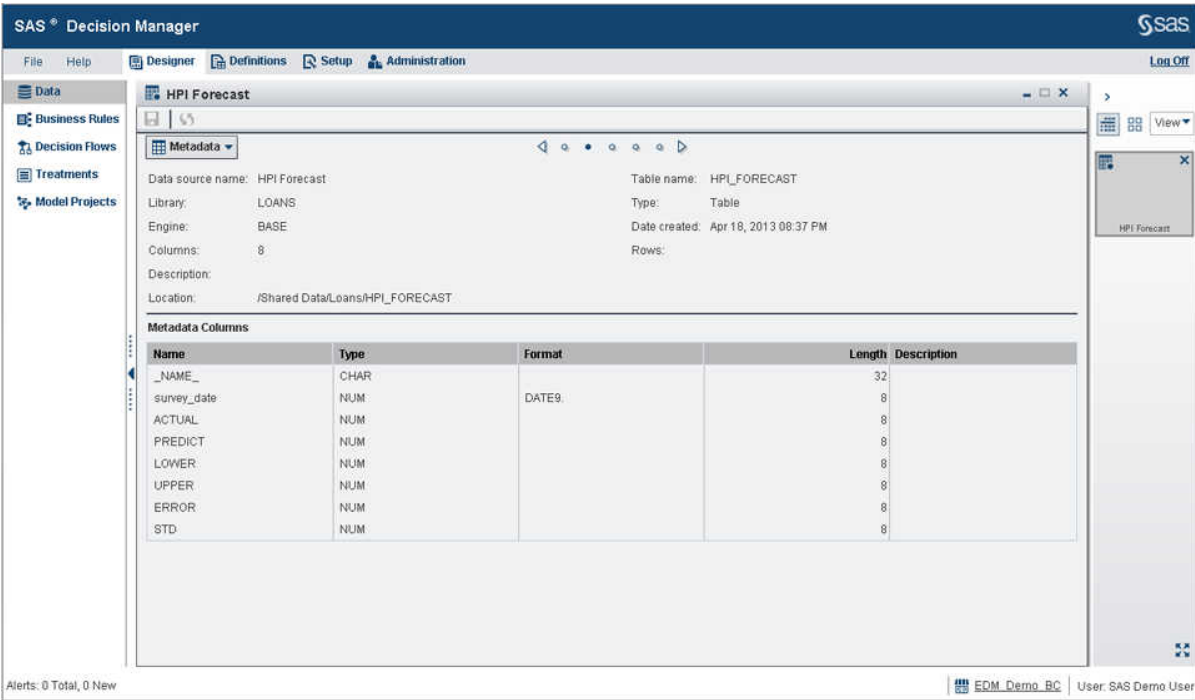 SAS ® Decision Manager
sas
File Help Designer Definitions Setup Administration Log Off
Data
Business Rules
Decision Flows
Treatments
Model Projects
HPI Forecast
Metadata
Data source name: HPI Forecast Table name: HPI_FORECAST
Library: LOANS Type: Table
Engine: BASE Date created: Apr 18, 2013 08:37 PM
Columns: 8 Rows:
Description:
Location: /Shared Data/Loans/HPI_FORECAST
Metadata Columns
Name Type Format Length Description
_NAME_ CHAR 32
survey_date NUM DATE9. 8
ACTUAL NUM 8
PREDICT NUM 8
LOWER NUM 8
UPPER NUM 8
ERROR NUM 8
STD NUM 8
View
HPI Forecast
Alerts: 0 Total, 0 New EDM_Demo_BC User: SAS Demo User